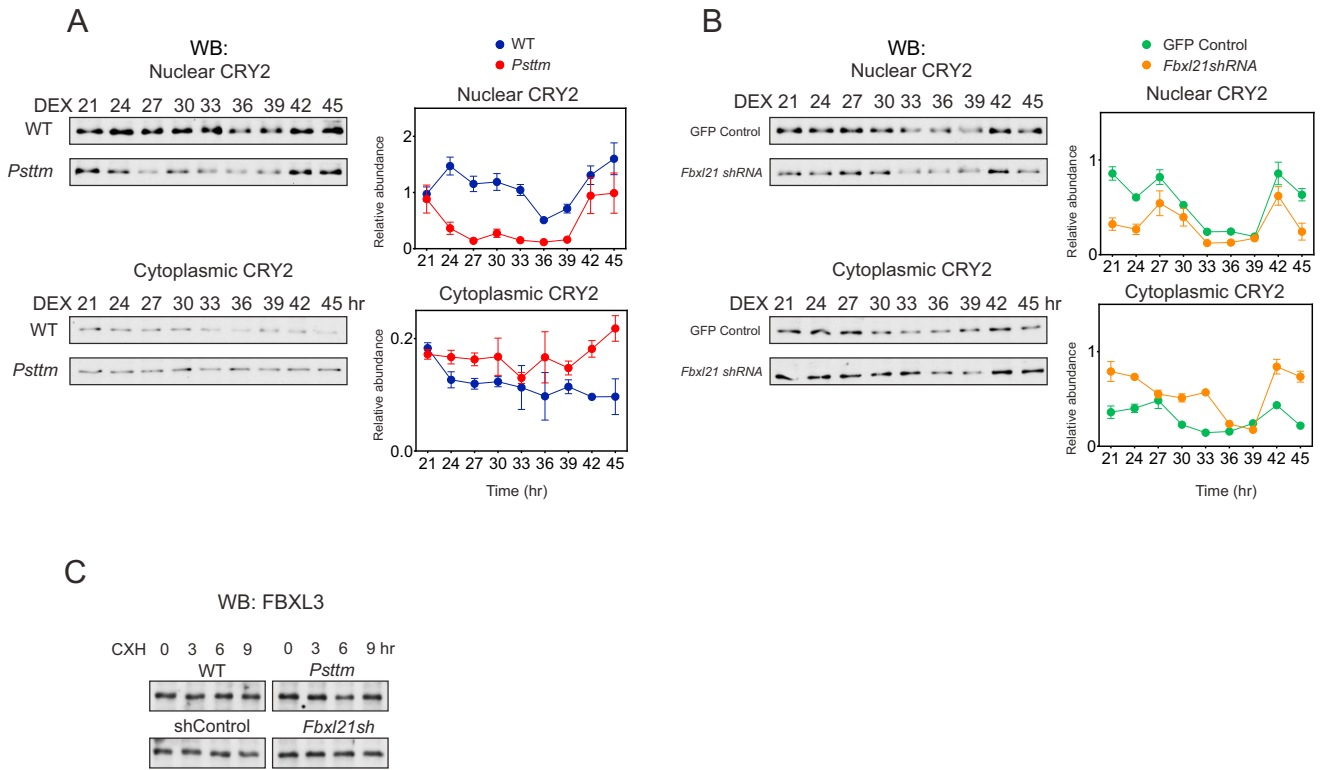 A
WB:
Nuclear CRY2
DEX 21 24 27 30 33 36 39 42 45
WT
Psttm
Cytoplasmic CRY2
DEX 21 24 27 30 33 36 39 42 45 hr
WT
Psttm
WT
Psttm
Nuclear CRY2
Relative abundance
2
1
0
21 24 27 30 33 36 39 42 45
Cytoplasmic CRY2
Relative abundance
0.2
0.0
21 24 27 30 33 36 39 42 45
Time (hr)
B
WB:
Nuclear CRY2
DEX 21 24 27 30 33 36 39 42 45
GFP Control
Fbxl21 shRNA
Cytoplasmic CRY2
DEX 21 24 27 30 33 36 39 42 45 hr
GFP Control
Fbxl21 shRNA
GFP Control
Fbxl21shRNA
Nuclear CRY2
Relative abundance
1
0
21 24 27 30 33 36 39 42 45
Cytoplasmic CRY2
Relative abundance
1
0
21 24 27 30 33 36 39 42 45
Time (hr)
C
WB: FBXL3
CXH 0 3 6 9 0 3 6 9 hr
WT Psttm
shControl Fbxl21sh